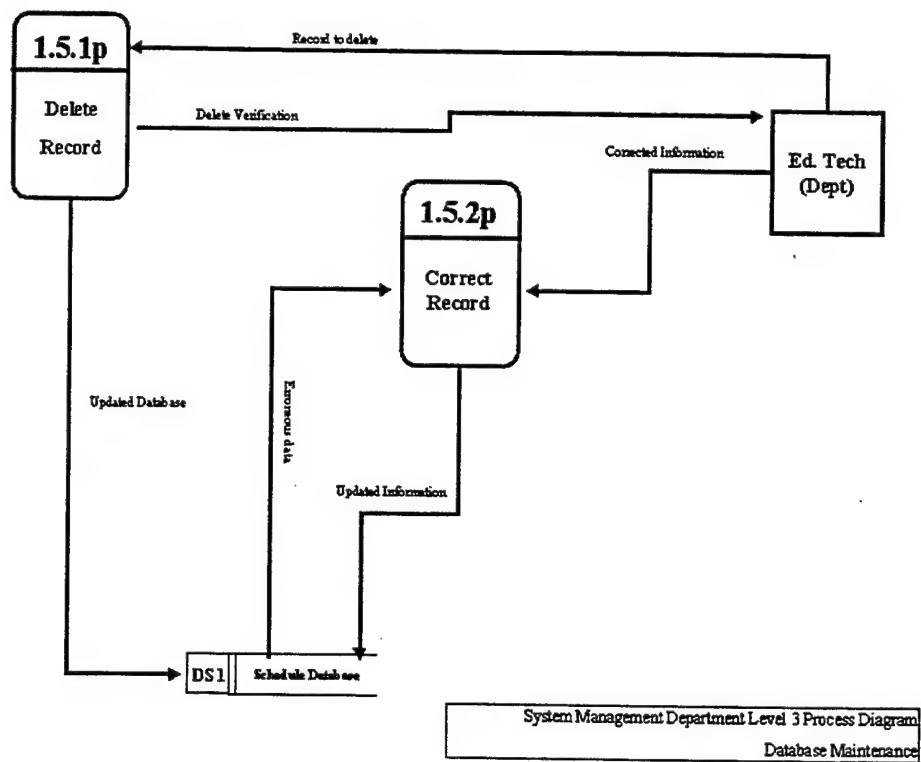 Record to delete
1.5.1p
Delete
Record
Delete Verification
Ed. Tech
(Dept)
Corrected Information
1.5.2p
Correct
Record
Updated Database
Erroneous data
Updated Information
DS1 Schedule Database
System Management Department Level 3 Process Diagram
Database Maintenance